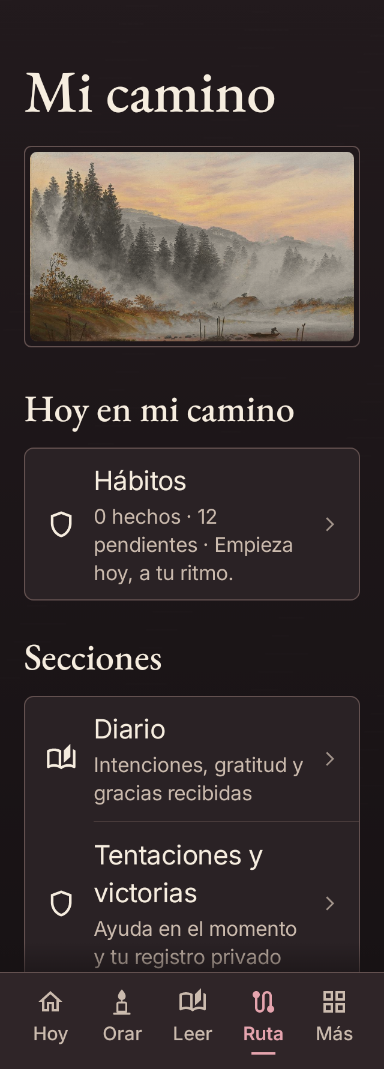 Mi camino
Hoy en mi camino
Hábitos
0 hechos · 12
pendientes · Empieza
hoy, a tu ritmo.
Secciones
Diario
Intenciones, gratitud y
gracias recibidas
Tentaciones y
victorias
Ayuda en el momento
y tu registro privado
Hoy
Orar
Leer
Ruta
Más